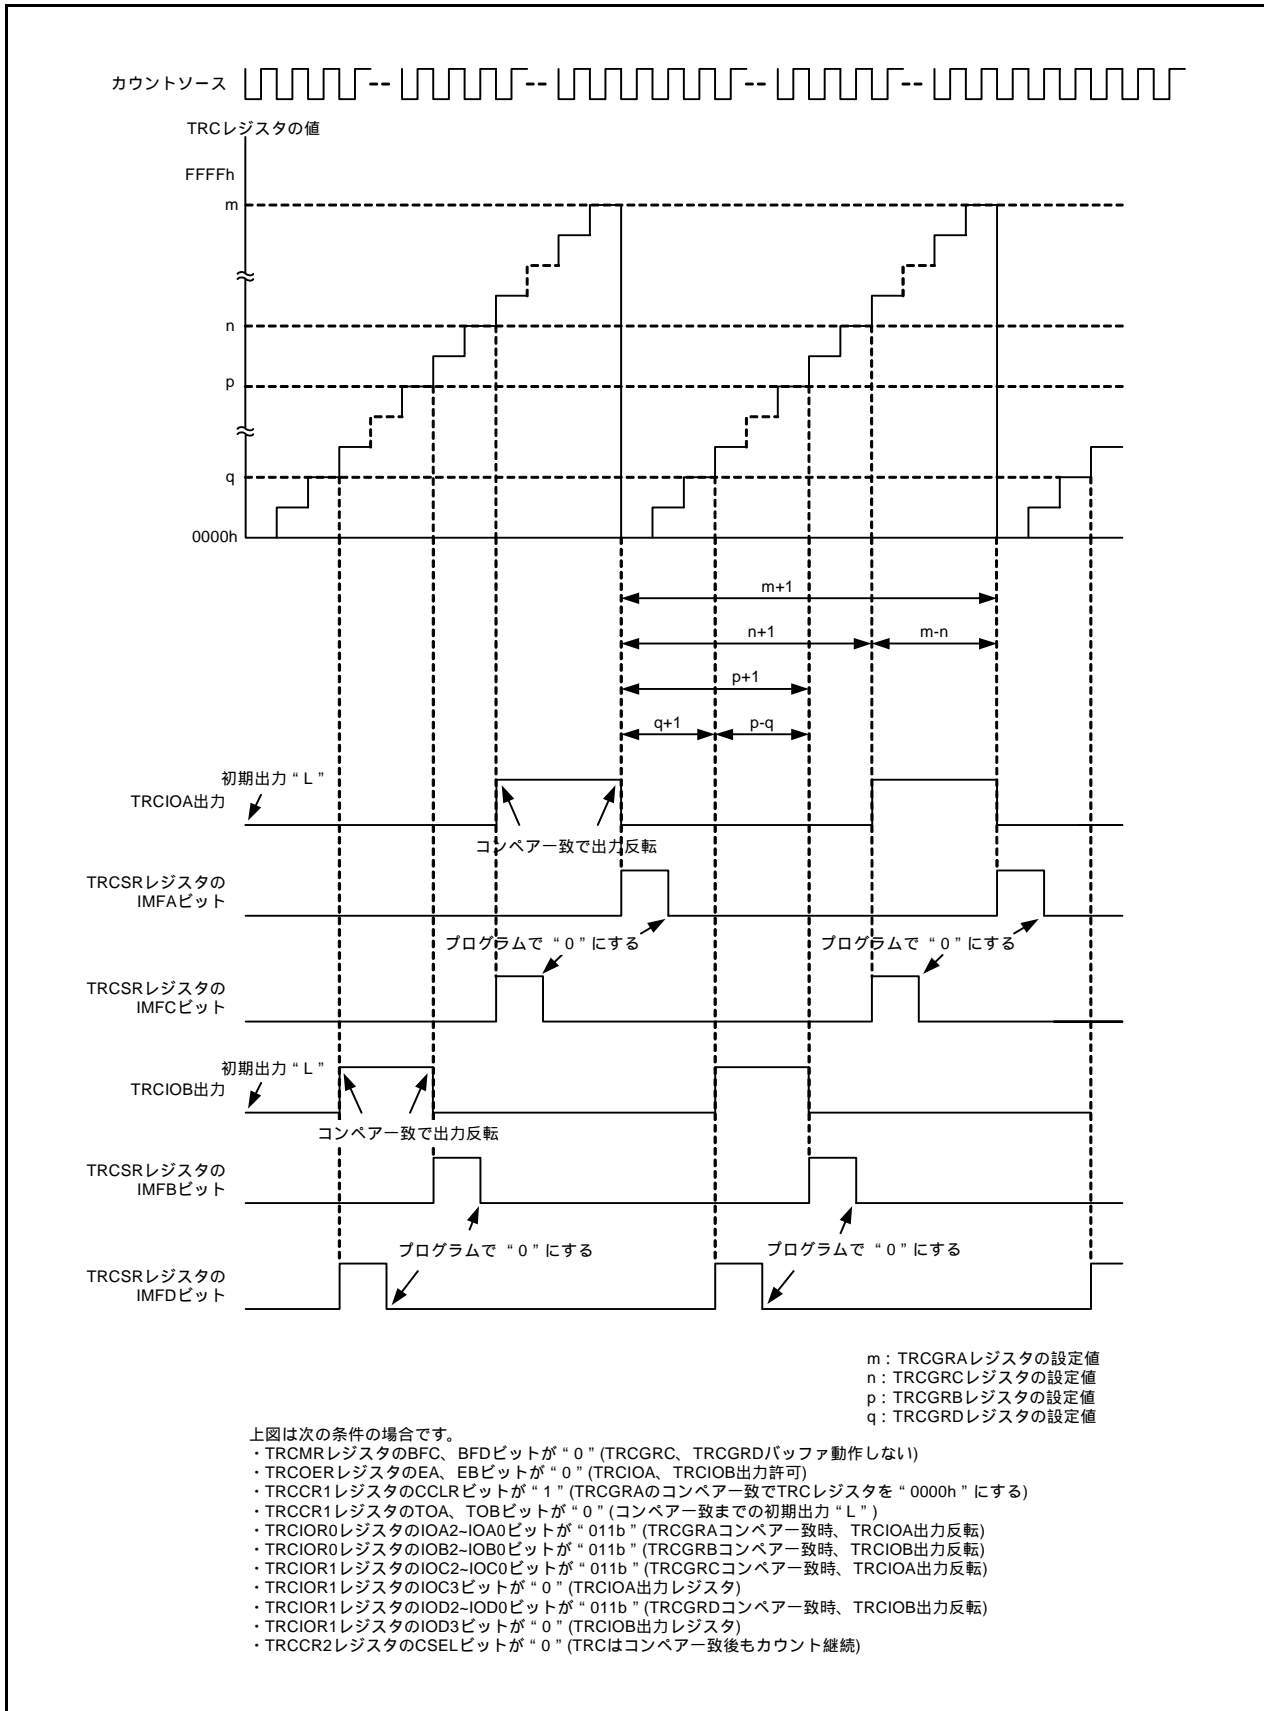 カウントソース
TRCレジスタの値
FFFFh
m
n
p
q
0000h
m+1
n+1
m-n
p+1
q+1
p-q
初期出力“L”
TRCIOA出力
コンペア一致で出力反転
TRCSRレジスタの
IMFAビット
プログラムで“0”にする
プログラムで“0”にする
TRCSRレジスタの
IMFCビット
初期出力“L”
TRCIOB出力
コンペア一致で出力反転
TRCSRレジスタの
IMFBビット
プログラムで“0”にする
プログラムで“0”にする
TRCSRレジスタの
IMFDビット
m：TRCGRAレジスタの設定値
n：TRCGRCレジスタの設定値
p：TRCGRBレジスタの設定値
q：TRCGRDレジスタの設定値
上図は次の条件の場合です。
・TRCMRレジスタのBFC、BFDビットが“0”(TRCGRC、TRCGRDバッファ動作しない)
・TRCOERレジスタのEA、EBビットが“0”(TRCIOA、TRCIOB出力許可)
・TRCCR1レジスタのCCLRビットが“1”(TRCGRAのコンペア一致でTRCレジスタを“0000h”にする)
・TRCCR1レジスタのTOA、TOBビットが“0”(コンペア一致までの初期出力“L”)
・TRCIOR0レジスタのIOA2~IOA0ビットが“011b”(TRCGRAコンペア一致時、TRCIOA出力反転)
・TRCIOR0レジスタのIOB2~IOB0ビットが“011b”(TRCGRBコンペア一致時、TRCIOB出力反転)
・TRCIOR1レジスタのIOC2~IOC0ビットが“011b”(TRCGRCコンペア一致時、TRCIOA出力反転)
・TRCIOR1レジスタのIOC3ビットが“0”(TRCIOA出力レジスタ)
・TRCIOR1レジスタのIOD2~IOD0ビットが“011b”(TRCGRDコンペア一致時、TRCIOB出力反転)
・TRCIOR1レジスタのIOD3ビットが“0”(TRCIOB出力レジスタ)
・TRCCR2レジスタのCSELビットが“0”(TRCはコンペア一致後もカウント継続)